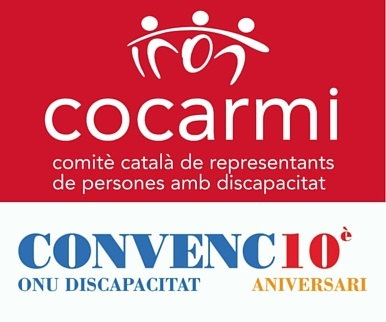 cocarmi
comitè català de representants
de persones amb discapacitat
CONVENC10è
ONU DISCAPACITAT ANIVERSARI